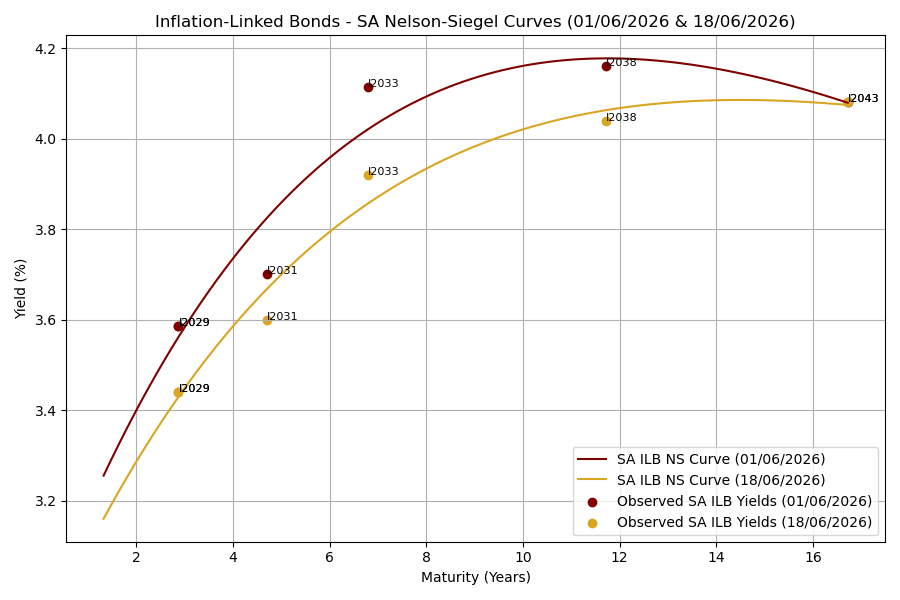 Inflation-Linked Bonds - SA Nelson-Siegel Curves (01/06/2026 & 18/06/2026)
4.2
4.0
3.8
3.6
3.4
3.2
Yield (%)
I2033
I2038
I2043
I2038
I2033
I2031
I2029
I2031
I2029
SA ILB NS Curve (01/06/2026)
SA ILB NS Curve (18/06/2026)
Observed SA ILB Yields (01/06/2026)
Observed SA ILB Yields (18/06/2026)
2 4 6 8 10 12 14 16
Maturity (Years)